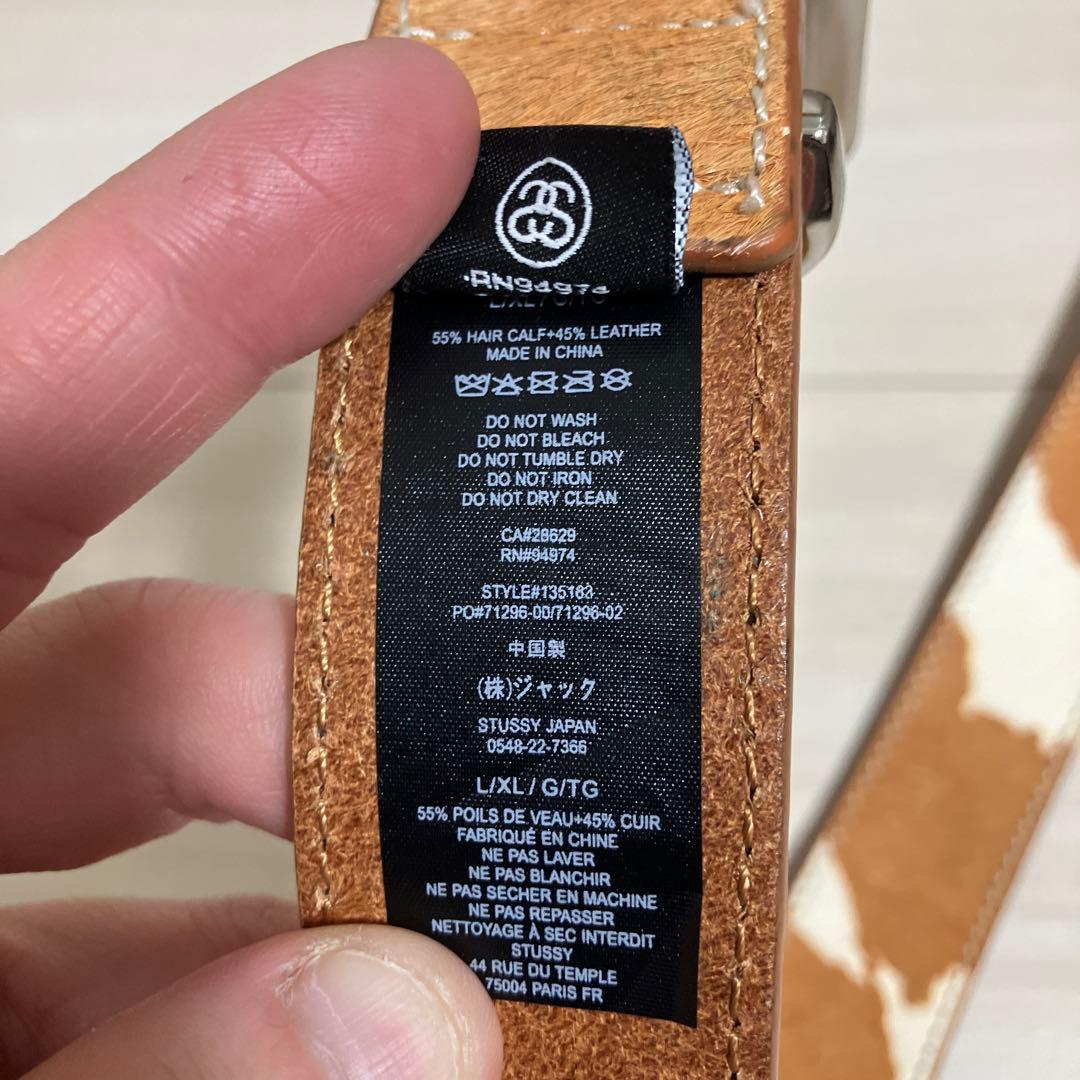 RN94974
L/XL / G/TG
55% HAIR CALF+45% LEATHER
MADE IN CHINA
DO NOT WASH
DO NOT BLEACH
DO NOT TUMBLE DRY
DO NOT IRON
DO NOT DRY CLEAN
CA#28629
RN#94974
STYLE#135183
PO#71296-00/71296-02
中国製
(株)ジャック
STUSSY JAPAN
0548-22-7366
L/XL / G/TG
55% POILS DE VEAU+45% CUIR
FABRIQUÉ EN CHINE
NE PAS LAVER
NE PAS BLANCHIR
NE PAS SÉCHER EN MACHINE
NE PAS REPASSER
NETTOYAGE À SEC INTERDIT
STUSSY
44 RUE DU TEMPLE
75004 PARIS FR